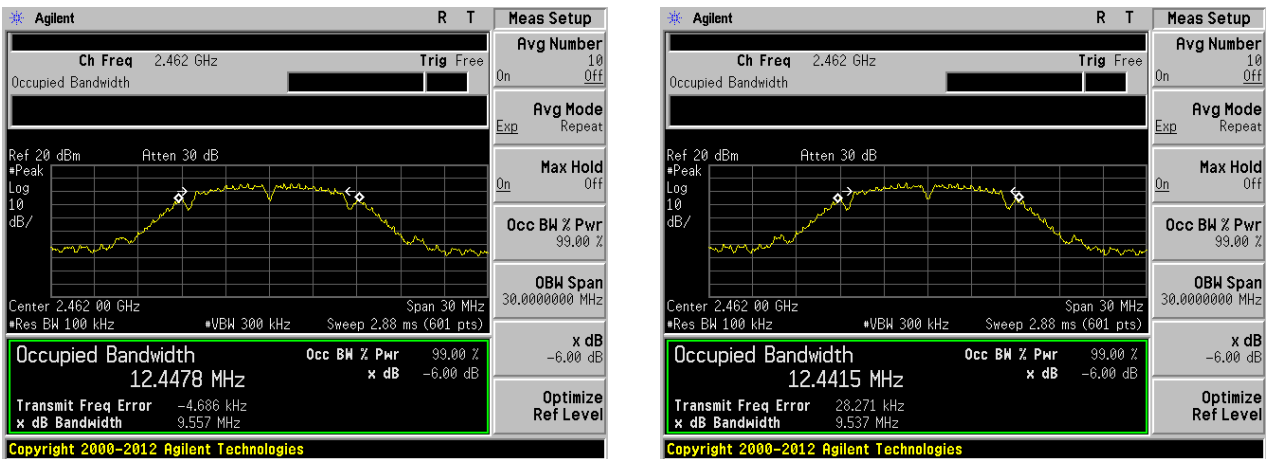 Agilent R T Meas Setup
Ch Freq 2.462 GHz Trig Free
Occupied Bandwidth
Avg Number
10
On Off
Avg Mode
Exp Repeat
Ref 20 dBm Atten 30 dB
#Peak
Log
10
dB/
Max Hold
On Off
Occ BW % Pwr
99.00 %
OBW Span
30.0000000 MHz
Center 2.462 00 GHz Span 30 MHz
#Res BW 100 kHz #VBW 300 kHz Sweep 2.88 ms (601 pts)
x dB
-6.00 dB
Occupied Bandwidth Occ BW % Pwr 99.00 %
12.4478 MHz x dB -6.00 dB
Transmit Freq Error -4.686 kHz
x dB Bandwidth 9.557 MHz
Optimize
Ref Level
Copyright 2000-2012 Agilent Technologies
Agilent R T Meas Setup
Ch Freq 2.462 GHz Trig Free
Occupied Bandwidth
Avg Number
10
On Off
Avg Mode
Exp Repeat
Ref 20 dBm Atten 30 dB
#Peak
Log
10
dB/
Max Hold
On Off
Occ BW % Pwr
99.00 %
OBW Span
30.0000000 MHz
Center 2.462 00 GHz Span 30 MHz
#Res BW 100 kHz #VBW 300 kHz Sweep 2.88 ms (601 pts)
x dB
-6.00 dB
Occupied Bandwidth Occ BW % Pwr 99.00 %
12.4415 MHz x dB -6.00 dB
Transmit Freq Error 28.271 kHz
x dB Bandwidth 9.537 MHz
Optimize
Ref Level
Copyright 2000-2012 Agilent Technologies